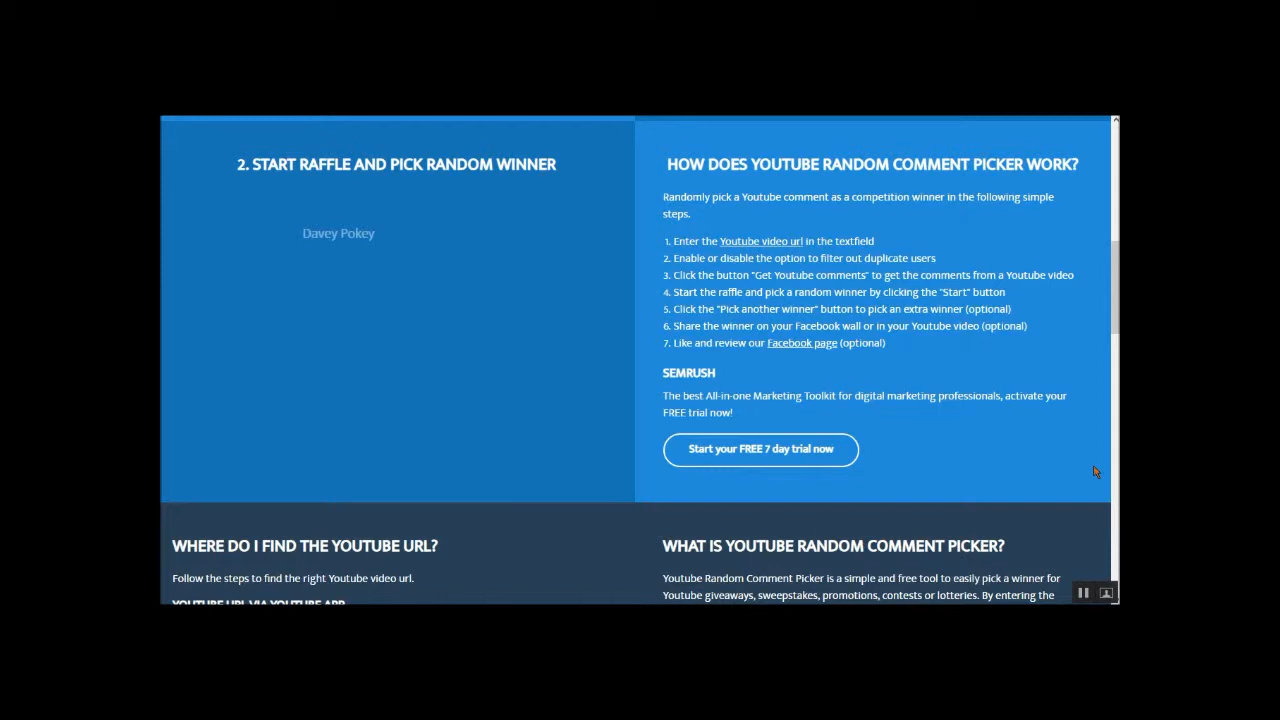 2. START RAFFLE AND PICK RANDOM WINNER
Davey Pokey
HOW DOES YOUTUBE RANDOM COMMENT PICKER WORK?
Randomly pick a Youtube comment as a competition winner in the following simple
steps.
1. Enter the Youtube video url in the textfield
2. Enable or disable the option to filter out duplicate users
3. Click the button "Get Youtube comments" to get the comments from a Youtube video
4. Start the raffle and pick a random winner by clicking the "Start" button
5. Click the "Pick another winner" button to pick an extra winner (optional)
6. Share the winner on your Facebook wall or in your Youtube video (optional)
7. Like and review our Facebook page (optional)
SEMRUSH
The best All-in-one Marketing Toolkit for digital marketing professionals, activate your
FREE trial now!
Start your FREE 7 day trial now
WHERE DO I FIND THE YOUTUBE URL?
Follow the steps to find the right Youtube video url.
YOUTUBE URL VIA YOUTUBE APP
WHAT IS YOUTUBE RANDOM COMMENT PICKER?
Youtube Random Comment Picker is a simple and free tool to easily pick a winner for
Youtube giveaways, sweepstakes, promotions, contests or lotteries. By entering the